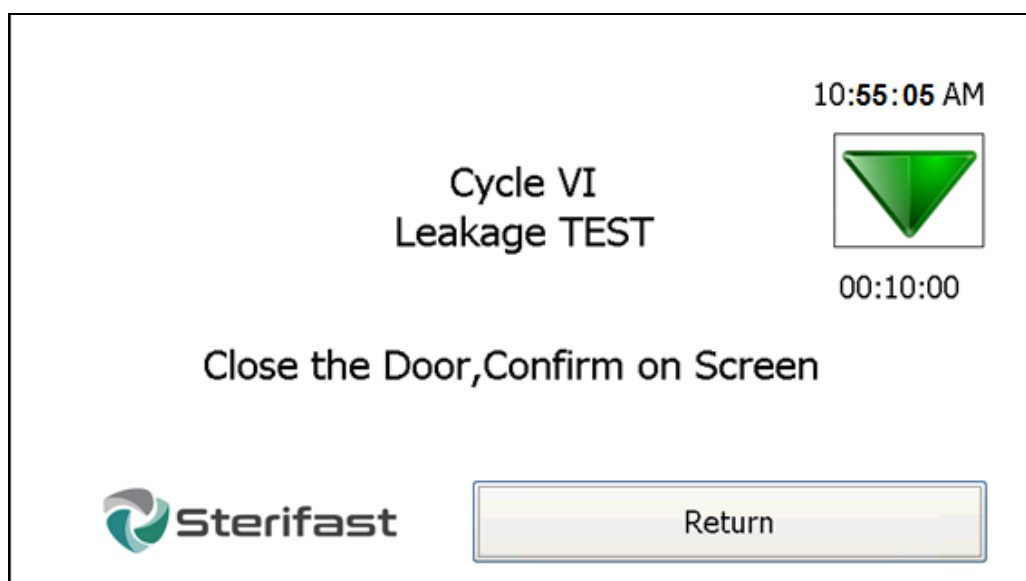 10:55:05 AM
Cycle VI
Leakage TEST
00:10:00
Close the Door,Confirm on Screen
Sterifast
Return